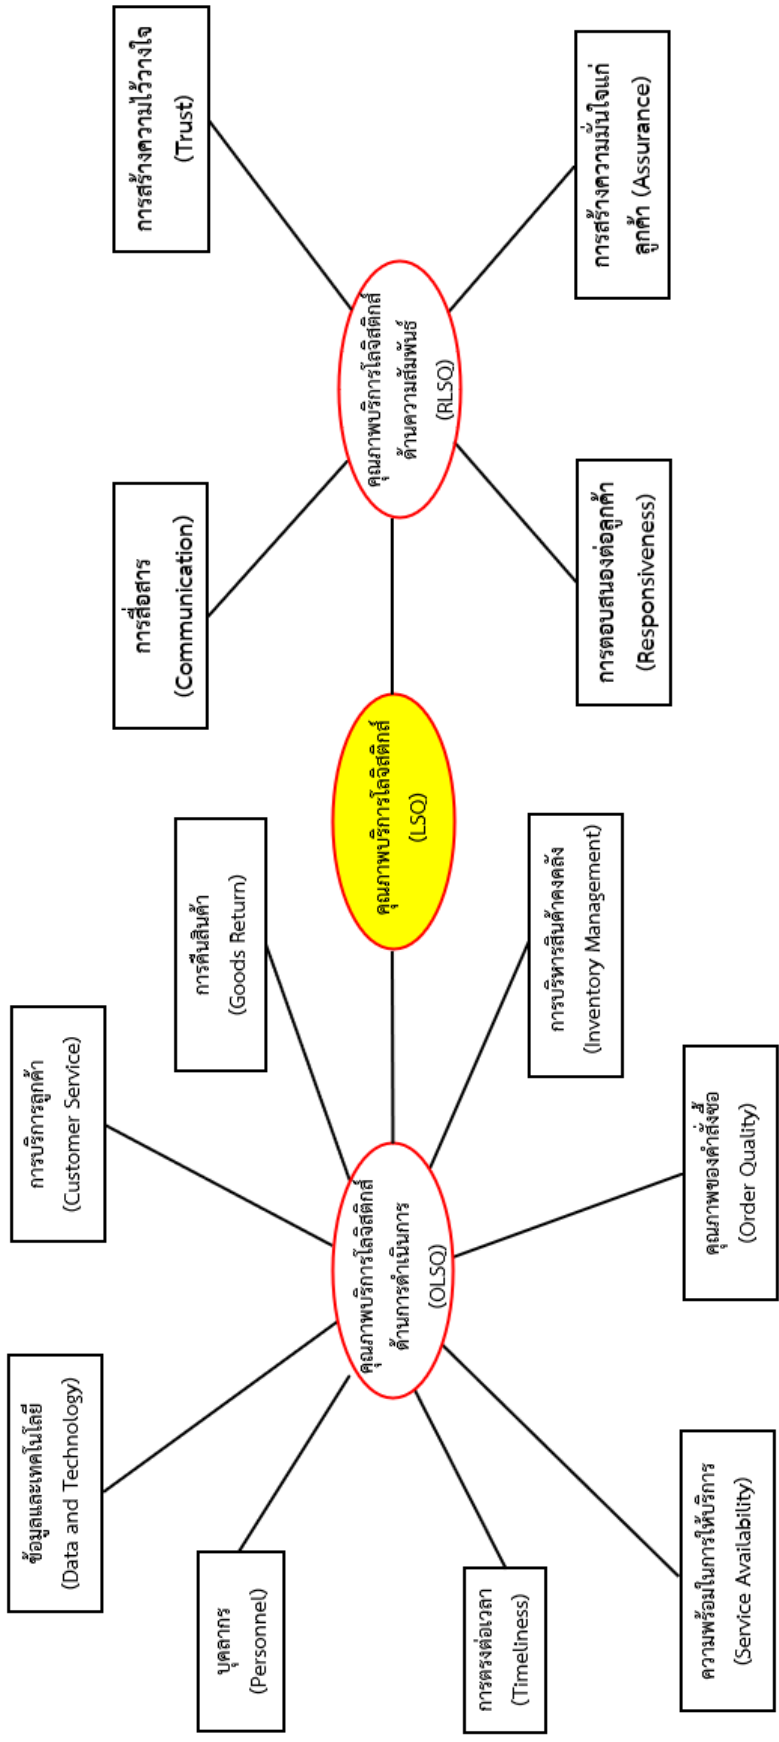 ข้อมูลและเทคโนโลยี
(Data and Technology)
การบริการลูกค้า
(Customer Service)
การสื่อสาร
(Communication)
การสร้างความไว้วางใจ
(Trust)
บุคลากร
(Personnel)
การคืนสินค้า
(Goods Return)
คุณภาพบริการโลจิสติกส์
ด้านการดำเนินการ
(OLSQ)
คุณภาพบริการโลจิสติกส์
(LSQ)
คุณภาพบริการโลจิสติกส์
ด้านความสัมพันธ์
(RLSQ)
การตรงต่อเวลา
(Timeliness)
การบริหารสินค้าคงคลัง
(Inventory Management)
การตอบสนองต่อลูกค้า
(Responsiveness)
การสร้างความมั่นใจแก่
ลูกค้า (Assurance)
ความพร้อมในการให้บริการ
(Service Availability)
คุณภาพของคำสั่งซื้อ
(Order Quality)